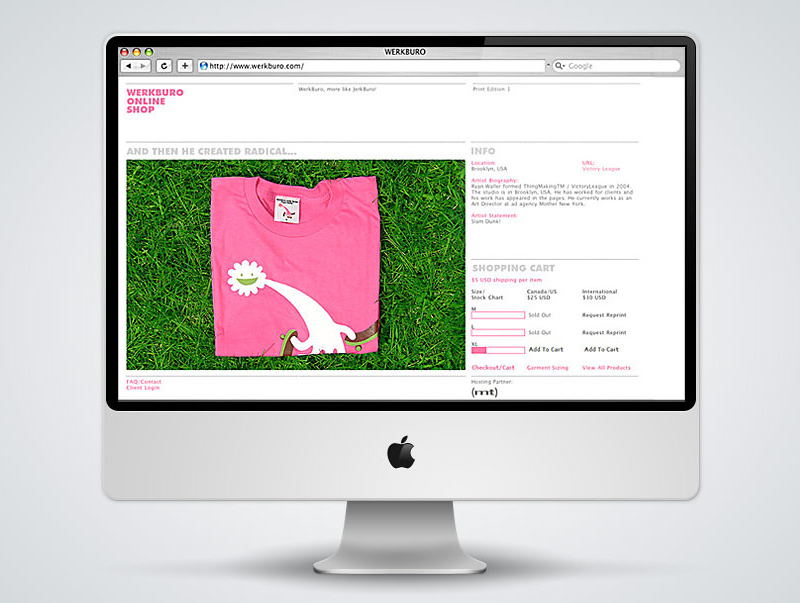 WERKBURO
http://www.werkburo.com/
Google
WERKBURO
ONLINE
SHOP
WerkBuro, more like JerkBuro!
Print Edition 1
AND THEN HE CREATED RADICAL...
INFO
Location:
Brooklyn, USA
URL:
Victory League
Artist Biography:
Ryan Waller formed ThingMakingTM / VictoryLeague in 2004.
The studio is in Brooklyn, USA. He has worked for clients and
his work has appeared in the pages. He currently works as an
Art Director at ad agency Mother New York.
Artist Statement:
Slam Dunk!
SHOPPING CART
$5 USD shipping per item
Size/
Stock Chart
Canada/US
$25 USD
International
$30 USD
M
Sold Out
Request Reprint
L
Sold Out
Request Reprint
XL
Add To Cart
Add To Cart
Checkout/Cart
Garment Sizing
View All Products
FAQ/Contact
Client Login
Hosting Partner:
(mt)